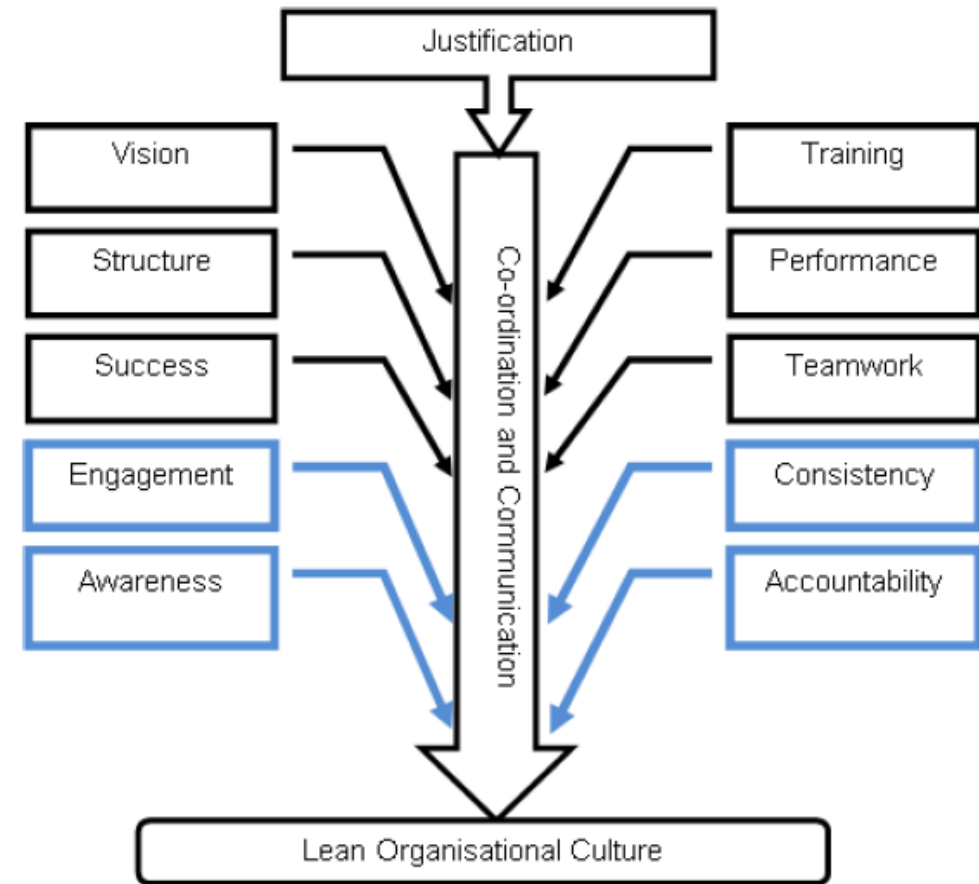 Justification
Vision
Training
Structure
Performance
Success
Teamwork
Engagement
Consistency
Awareness
Accountability
Co-ordination and Communication
Lean Organisational Culture